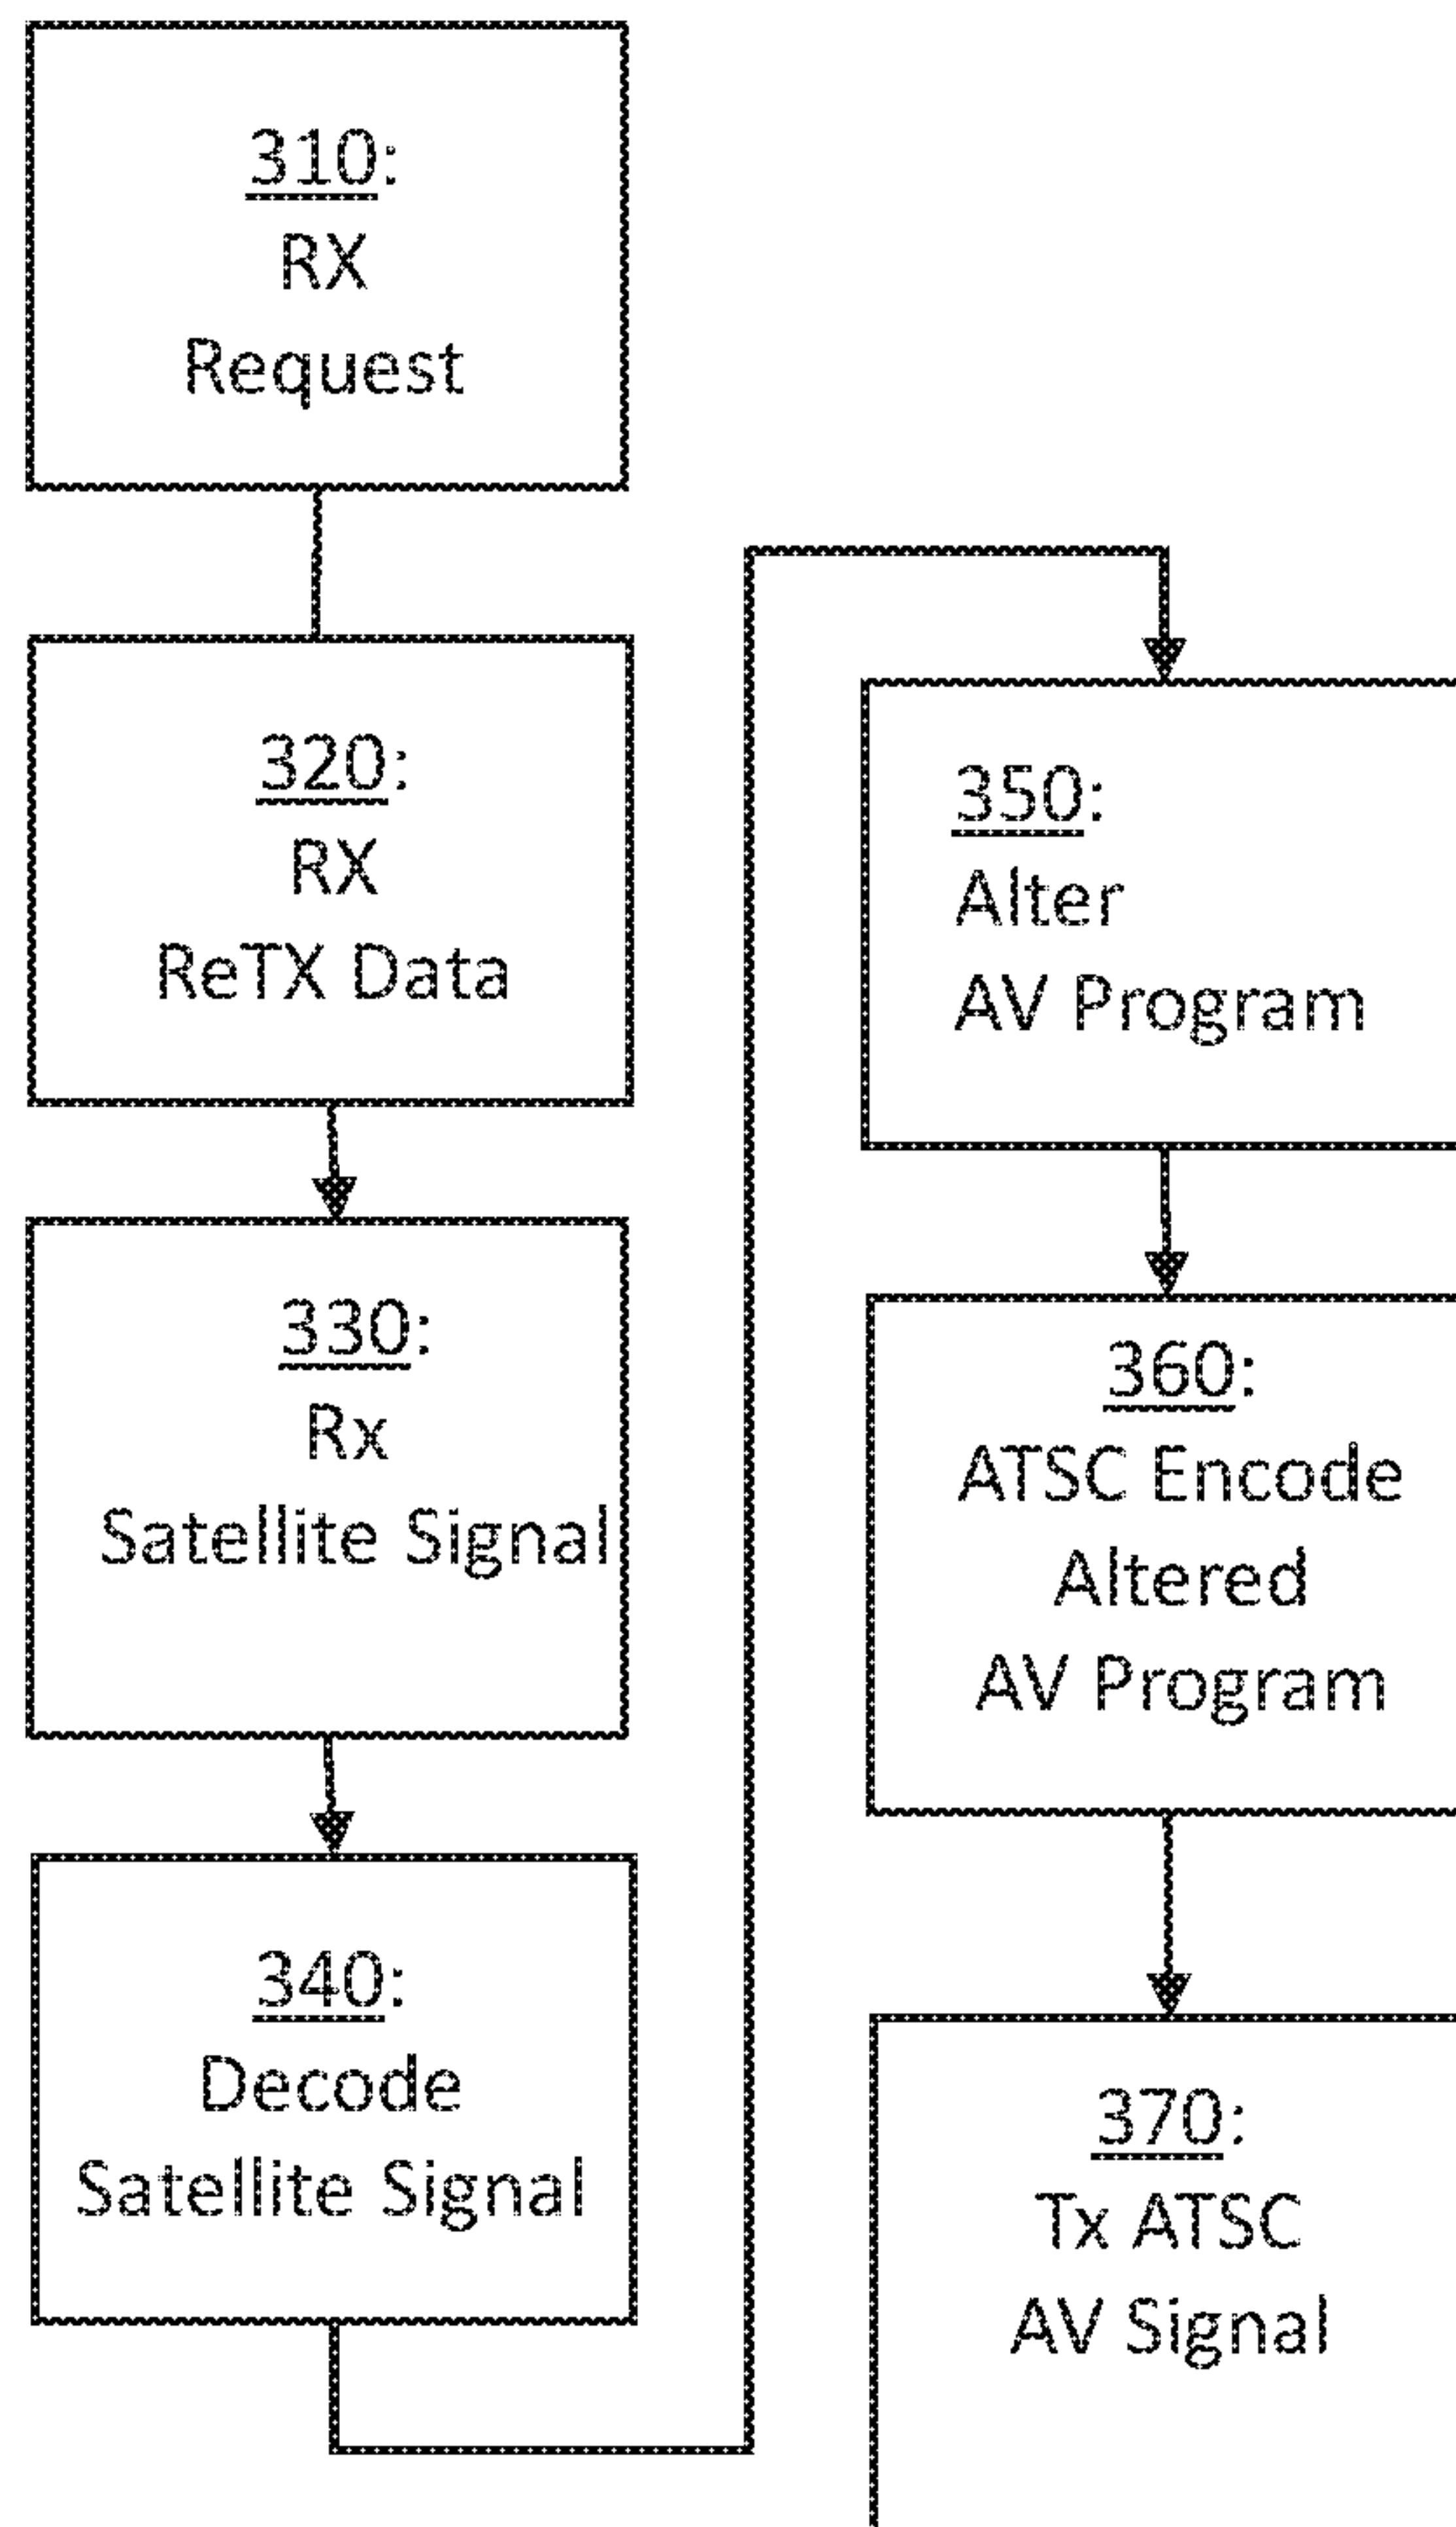 310:
RX
Request
320:
RX
ReTX Data
330:
Rx
Satellite Signal
340:
Decode
Satellite Signal
350:
Alter
AV Program
360:
ATSC Encode
Altered
AV Program
370:
Tx ATSC
AV Signal